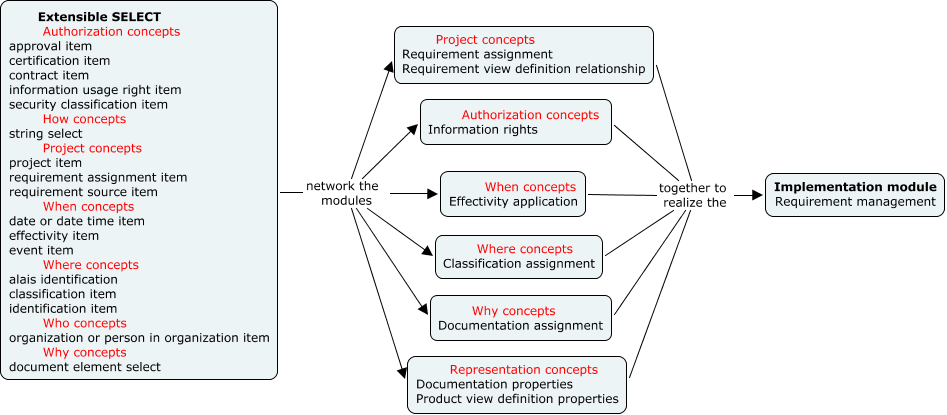 Extensible SELECT
Authorization concepts
approval item
certification item
contract item
information usage right item
security classification item
How concepts
string select
Project concepts
project item
requirement assignment item
requirement source item
When concepts
date or date time item
effectivity item
event item
Where concepts
alais identification
classification item
identification item
Who concepts
organization or person in organization item
Why concepts
document element select
network the
modules
Project concepts
Requirement assignment
Requirement view definition relationship
Authorization concepts
Information rights
When concepts
Effectivity application
Where concepts
Classification assignment
Why concepts
Documentation assignment
Representation concepts
Documentation properties
Product view definition properties
together to
realize the
Implementation module
Requirement management